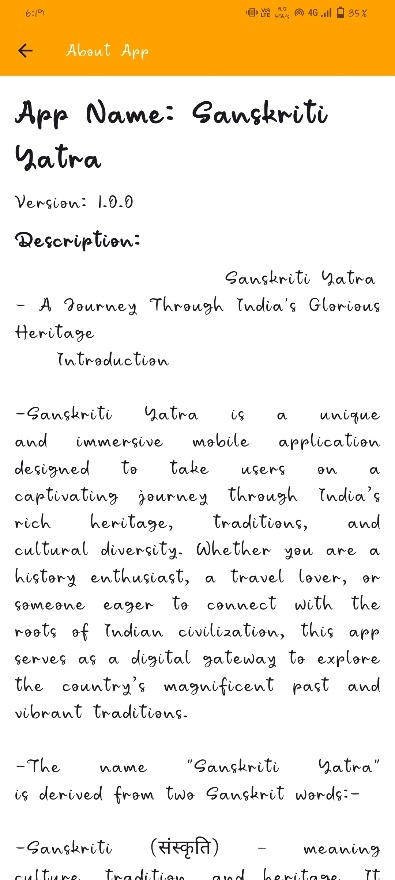 6:19
4G 35%
About App
App Name: Sanskriti
Yatra
Version: 1.0.0
Description:
Sanskriti Yatra
- A Journey Through India's Glorious
Heritage
Introduction
-Sanskriti Yatra is a unique
and immersive mobile application
designed to take users on a
captivating journey through India's
rich heritage, traditions, and
cultural diversity. Whether you are a
history enthusiast, a travel lover, or
someone eager to connect with the
roots of Indian civilization, this app
serves as a digital gateway to explore
the country's magnificent past and
vibrant traditions.
-The name "Sanskriti Yatra"
is derived from two Sanskrit words:-
-Sanskriti (संस्कृति) - meaning
culture, tradition, and heritage. It